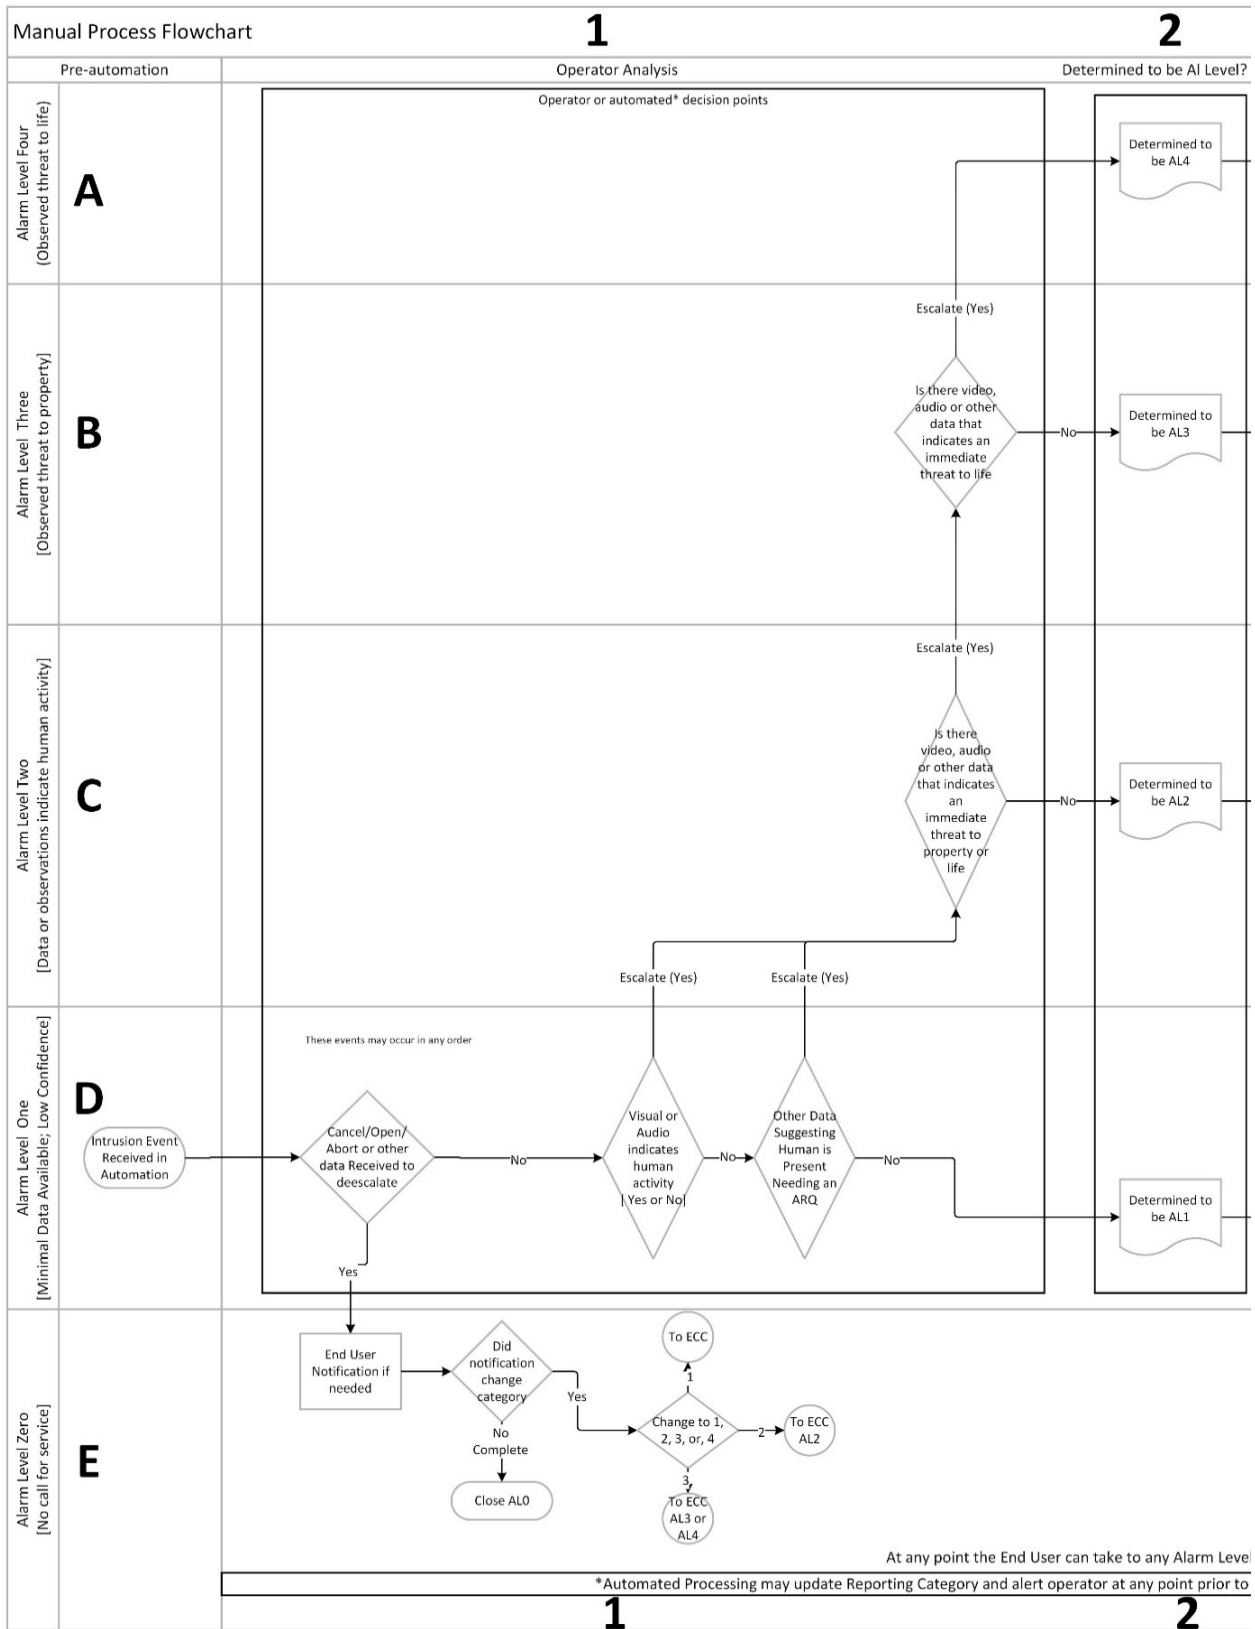 Manual Process Flowchart
1
2
Pre-automation
Operator Analysis
Determined to be Al Level?
Alarm Level Four
(Observed threat to life)
A
Operator or automated* decision points
Determined to
be AL4
Alarm Level  Three
[Observed threat to property]
B
Escalate (Yes)
Is there video,
audio or other
data that
indicates an
immediate
threat to life
No
Determined to
be AL3
Alarm Level Two
[Data or observations indicate human activity]
C
Escalate (Yes)
Is there
video, audio
or other data
that indicates
an
immediate
threat to
property or
life
No
Determined to
be AL2
Escalate (Yes)
Escalate (Yes)
Alarm Level  One
[Minimal Data Available; Low Confidence]
D
These events may occur in any order
Intrusion Event
Received in
Automation
Cancel/Open/
Abort or other
data Received to
deescalate
No
Visual or
Audio
indicates
human
activity
[ Yes or No]
No
Other Data
Suggesting
Human is
Present
Needing an
ARQ
No
Determined to
be AL1
Yes
Alarm Level Zero
[No call for service]
E
End User
Notification if
needed
Did
notification
change
category
Yes
No
Complete
Close AL0
To ECC
1
Change to 1,
2, 3, or, 4
2
To ECC
AL2
3
To ECC
AL3 or
AL4
At any point the End User can take to any Alarm Level
*Automated Processing may update Reporting Category and alert operator at any point prior to
1
2